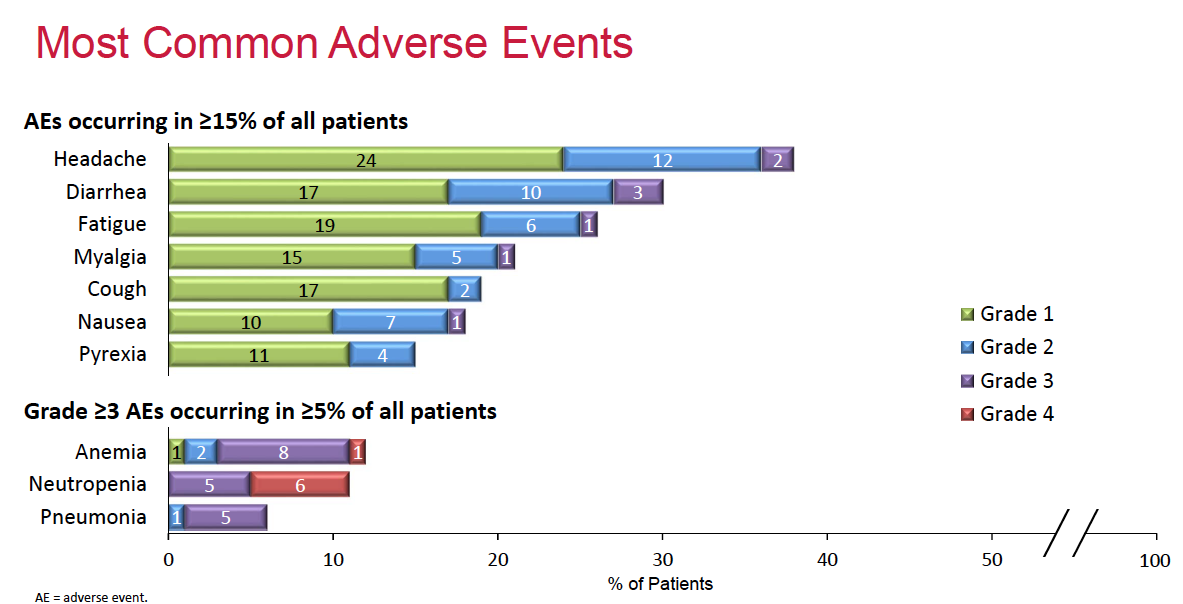 Most Common Adverse Events
AEs occurring in ≥15% of all patients
Headache 24 12 2
Diarrhea 17 10 3
Fatigue 19 6 1
Myalgia 15 5 1
Cough 17 2
Nausea 10 7 1
Pyrexia 11 4
Grade 1
Grade 2
Grade 3
Grade 4
Grade ≥3 AEs occurring in ≥5% of all patients
Anemia 1 2 8 1
Neutropenia 5 6
Pneumonia 1 5
0 10 20 30 40 50 100
% of Patients
AE = adverse event.